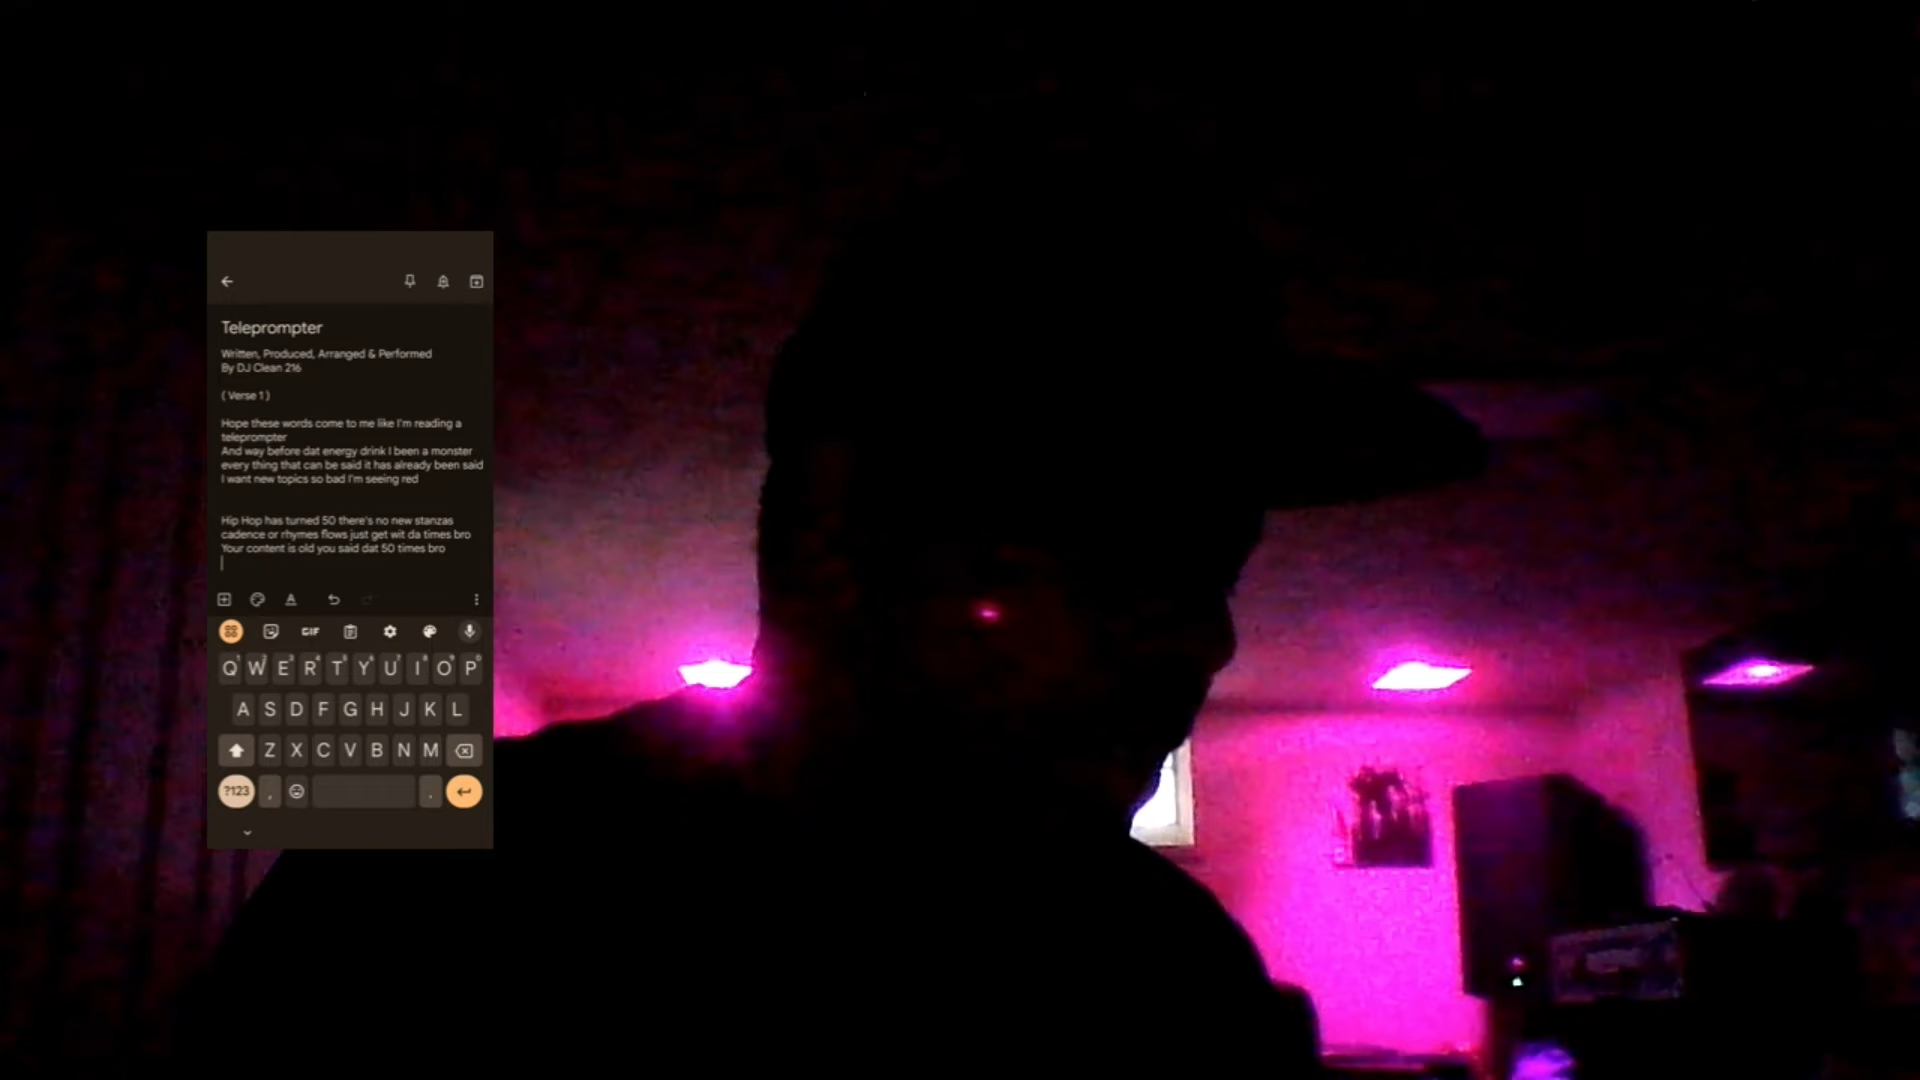 Teleprompter
Written, Produced, Arranged & Performed
By DJ Clean 216
( Verse 1 )
Hope these words come to me like I'm reading a
teleprompter
And way before dat energy drink I been a monster
every thing that can be said it has already been said
I want new topics so bad I'm seeing red
Hip Hop has turned 50 there's no new stanzas
cadence or rhymes flows just get wit da times bro
Your content is old you said dat 50 times bro
GIF
Q W E R T Y U I O P
A S D F G H J K L
Z X C V B N M
?123 , .